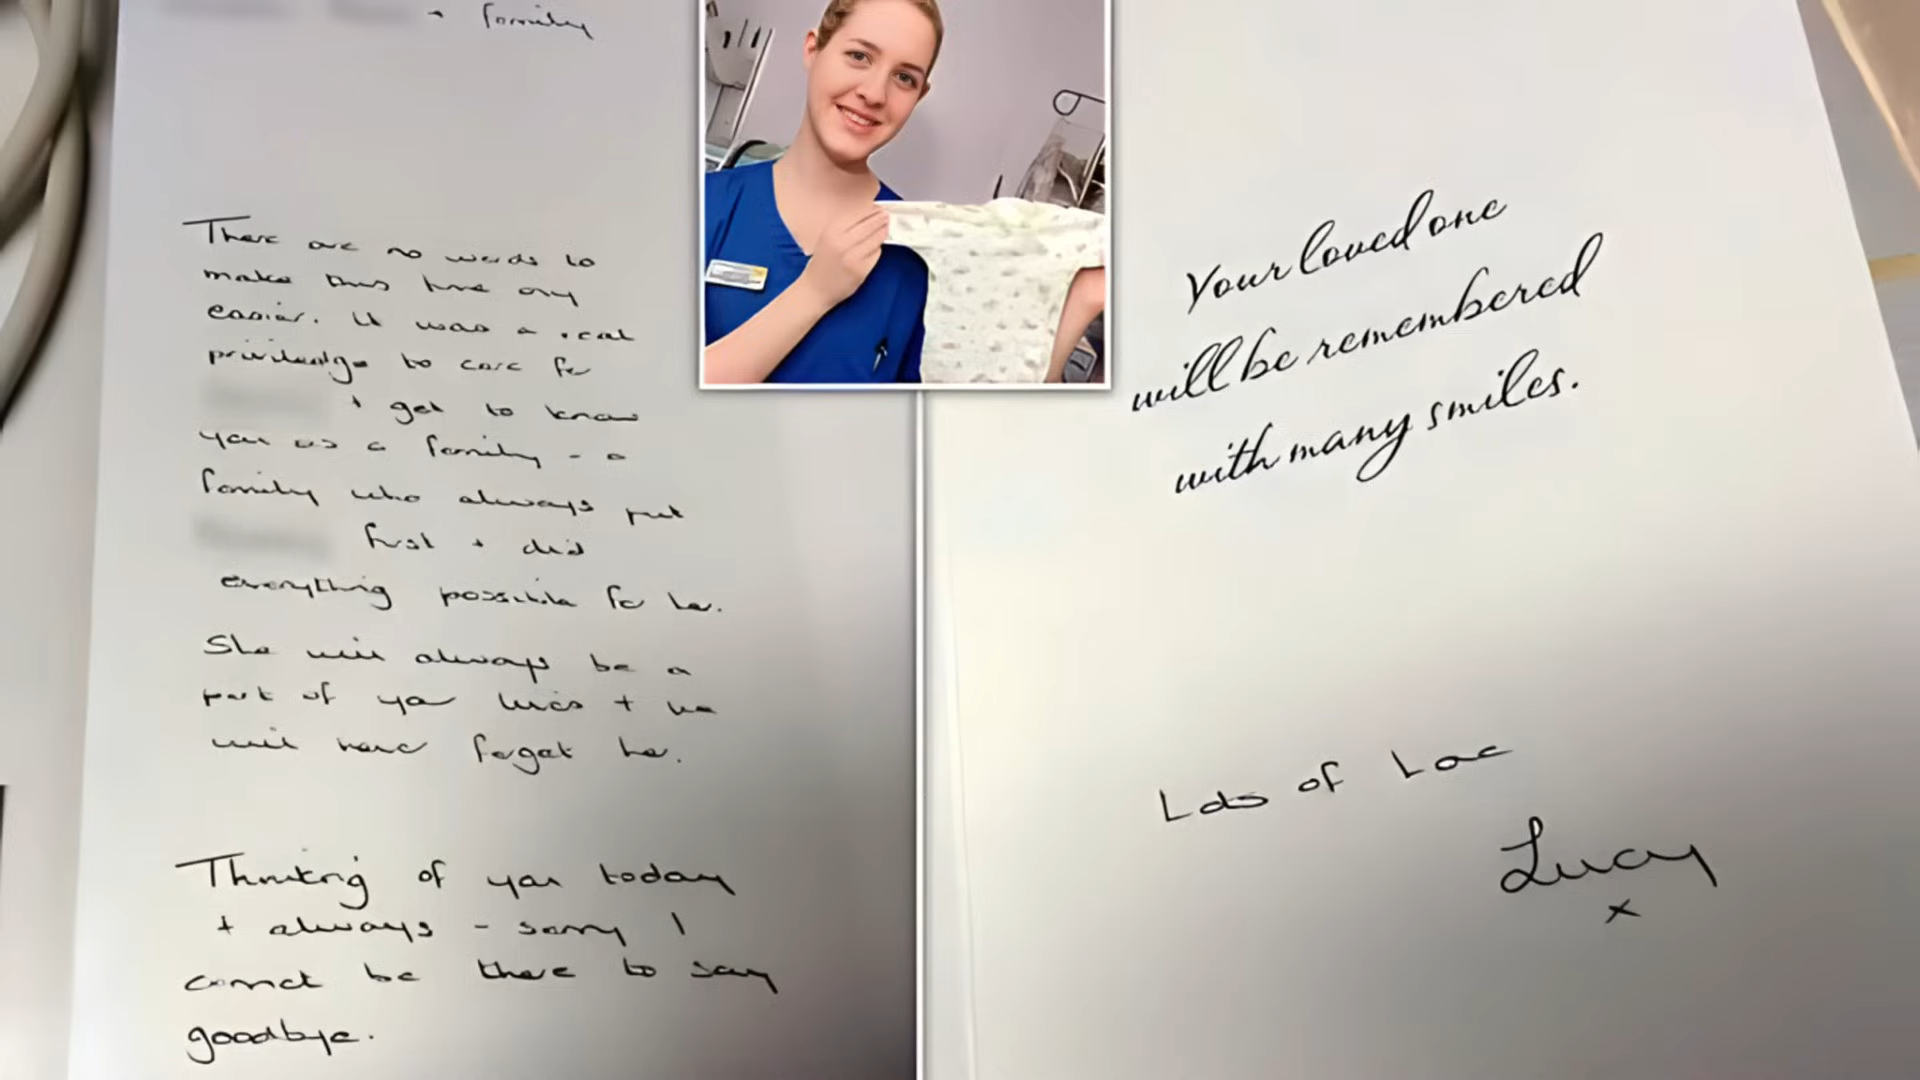 + family
There are no words to
make this time any
easier. It was a real
priviledge to care for
+ get to know
you as a family - a
family who always put
first + did
everything possible for her.
She will always be a
part of your lives + we
will never forget her.
Thinking of you today
+ always - sorry I
cannot be there to say
goodbye.
Your loved one
will be remembered
with many smiles.
Lots of Love
Lucy
x